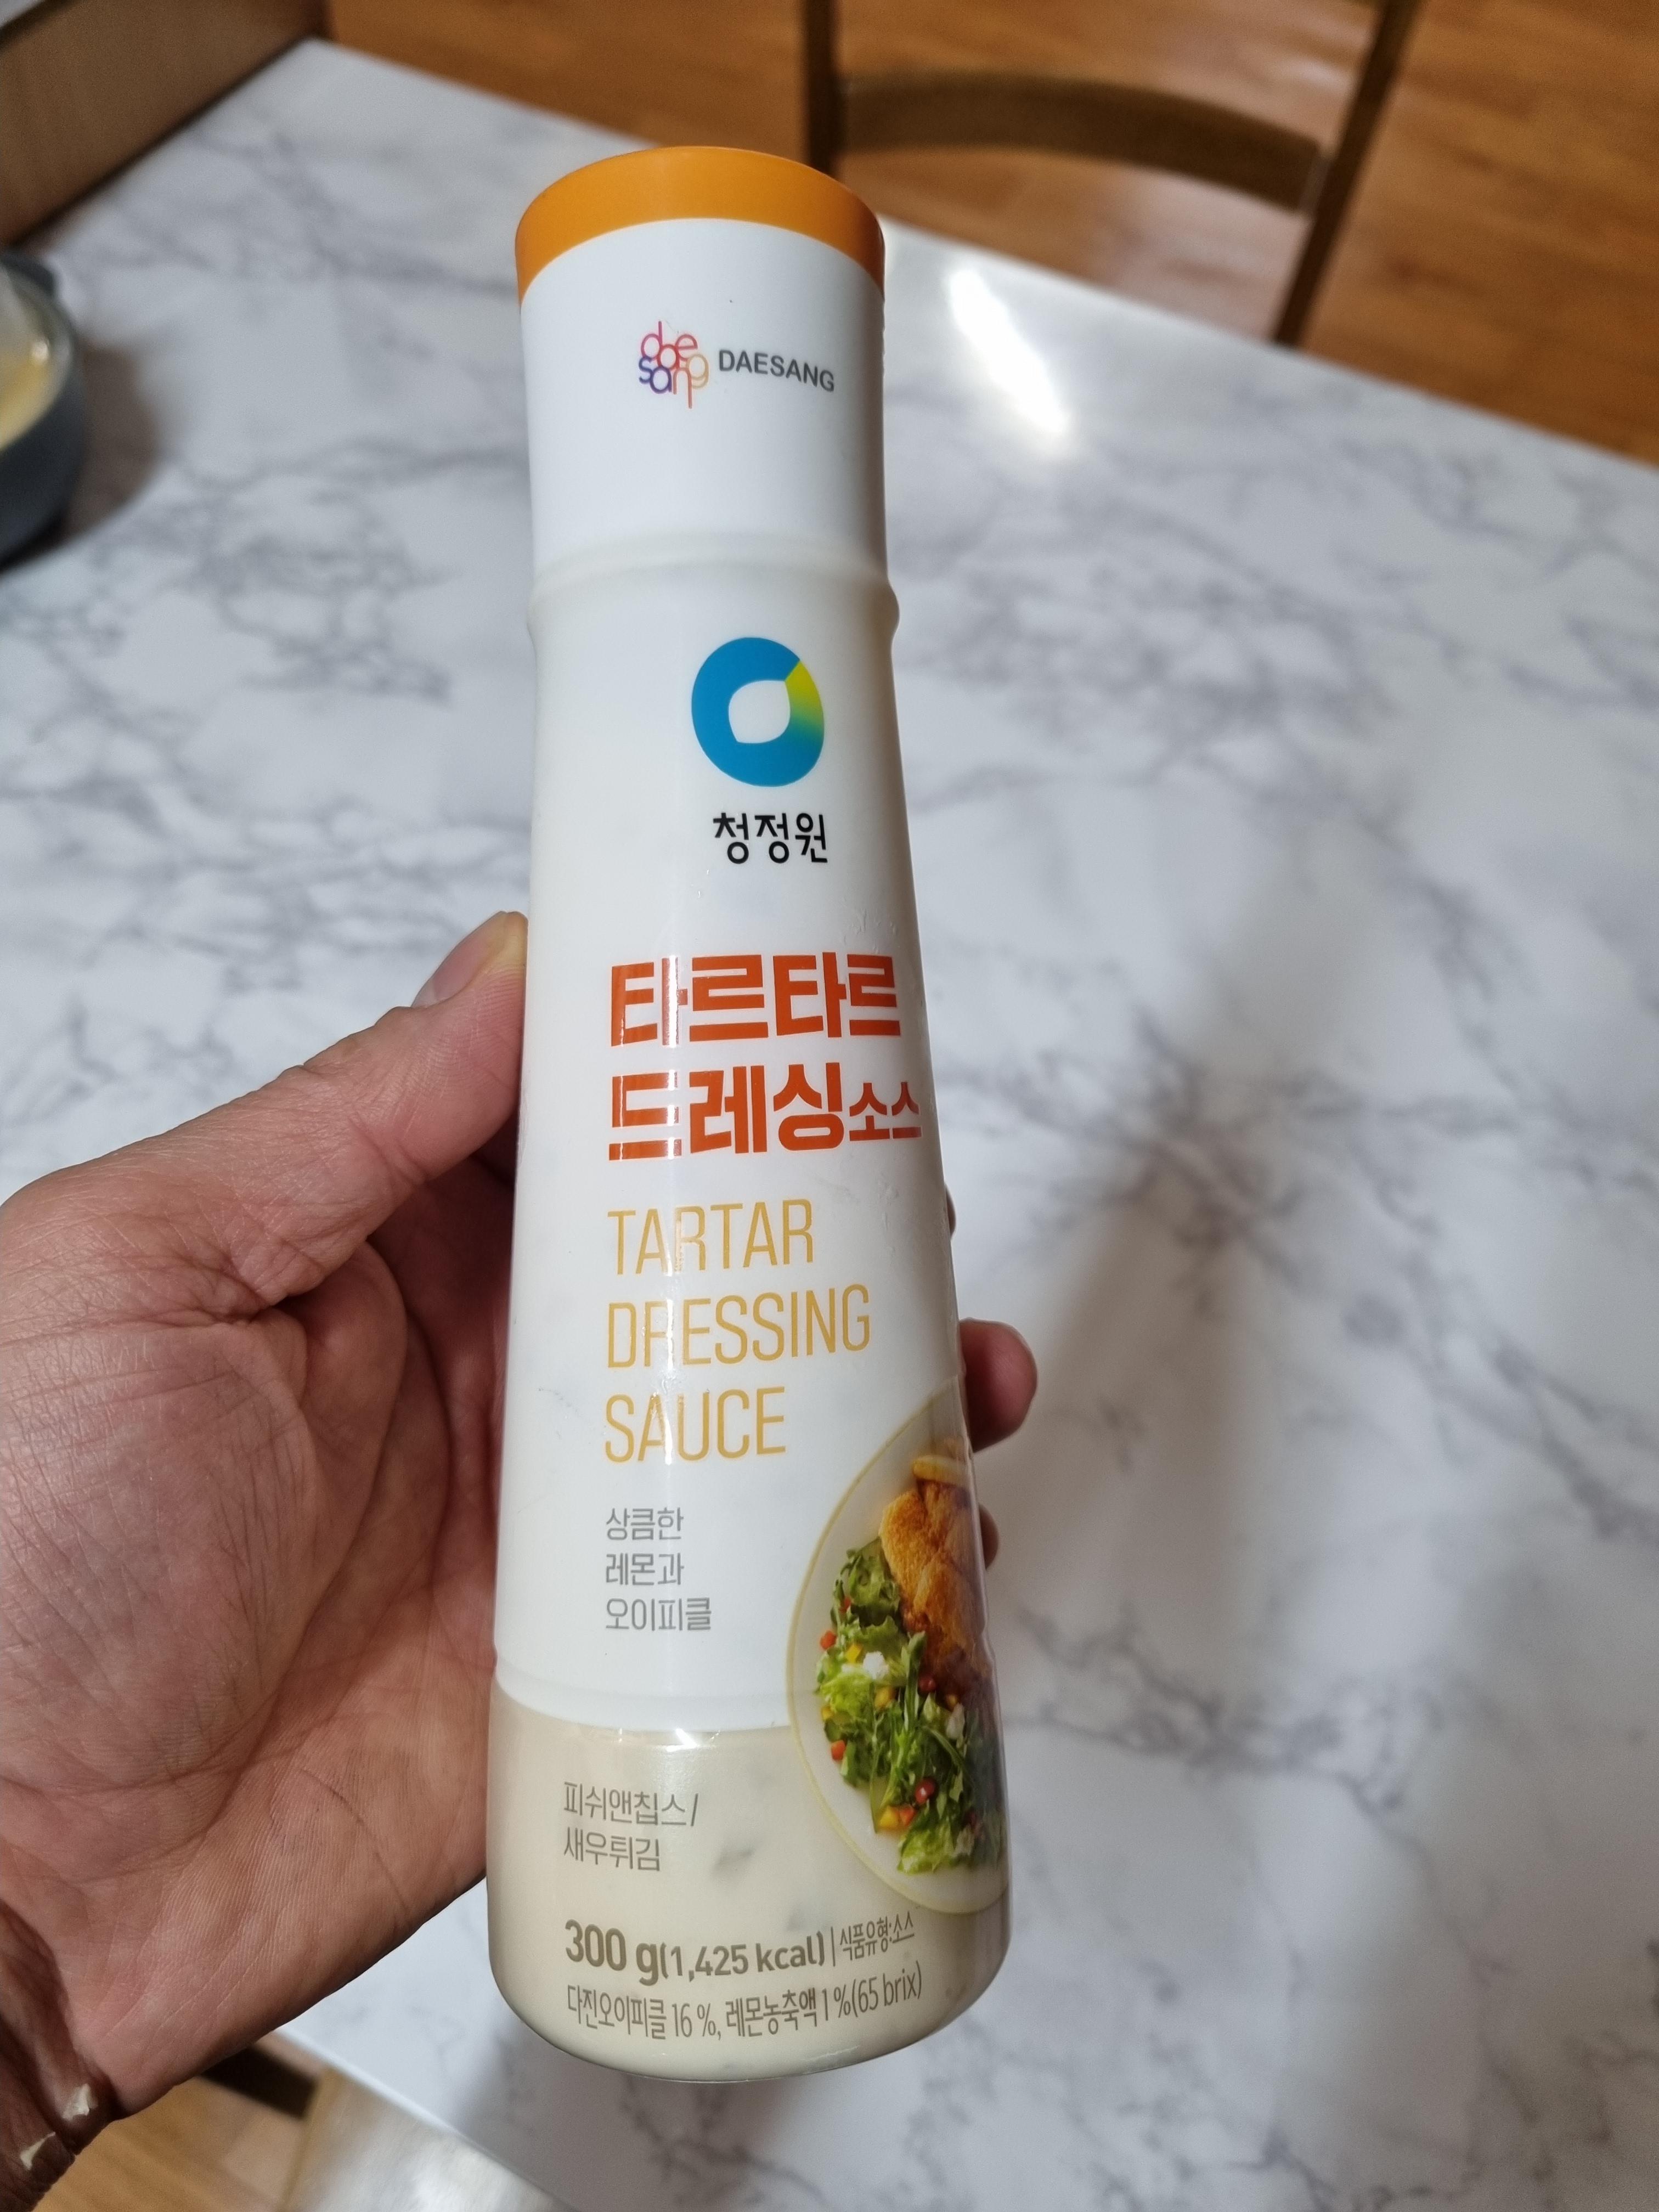 daesang DAESANG
청정원
타르타르
드레싱소스
TARTAR
DRESSING
SAUCE
상큼한
레몬과
오이피클
피쉬앤칩스/
새우튀김
300 g(1,425 kcal) | 식품유형:소스
다진오이피클 16 %, 레몬농축액 1 %(65 brix)